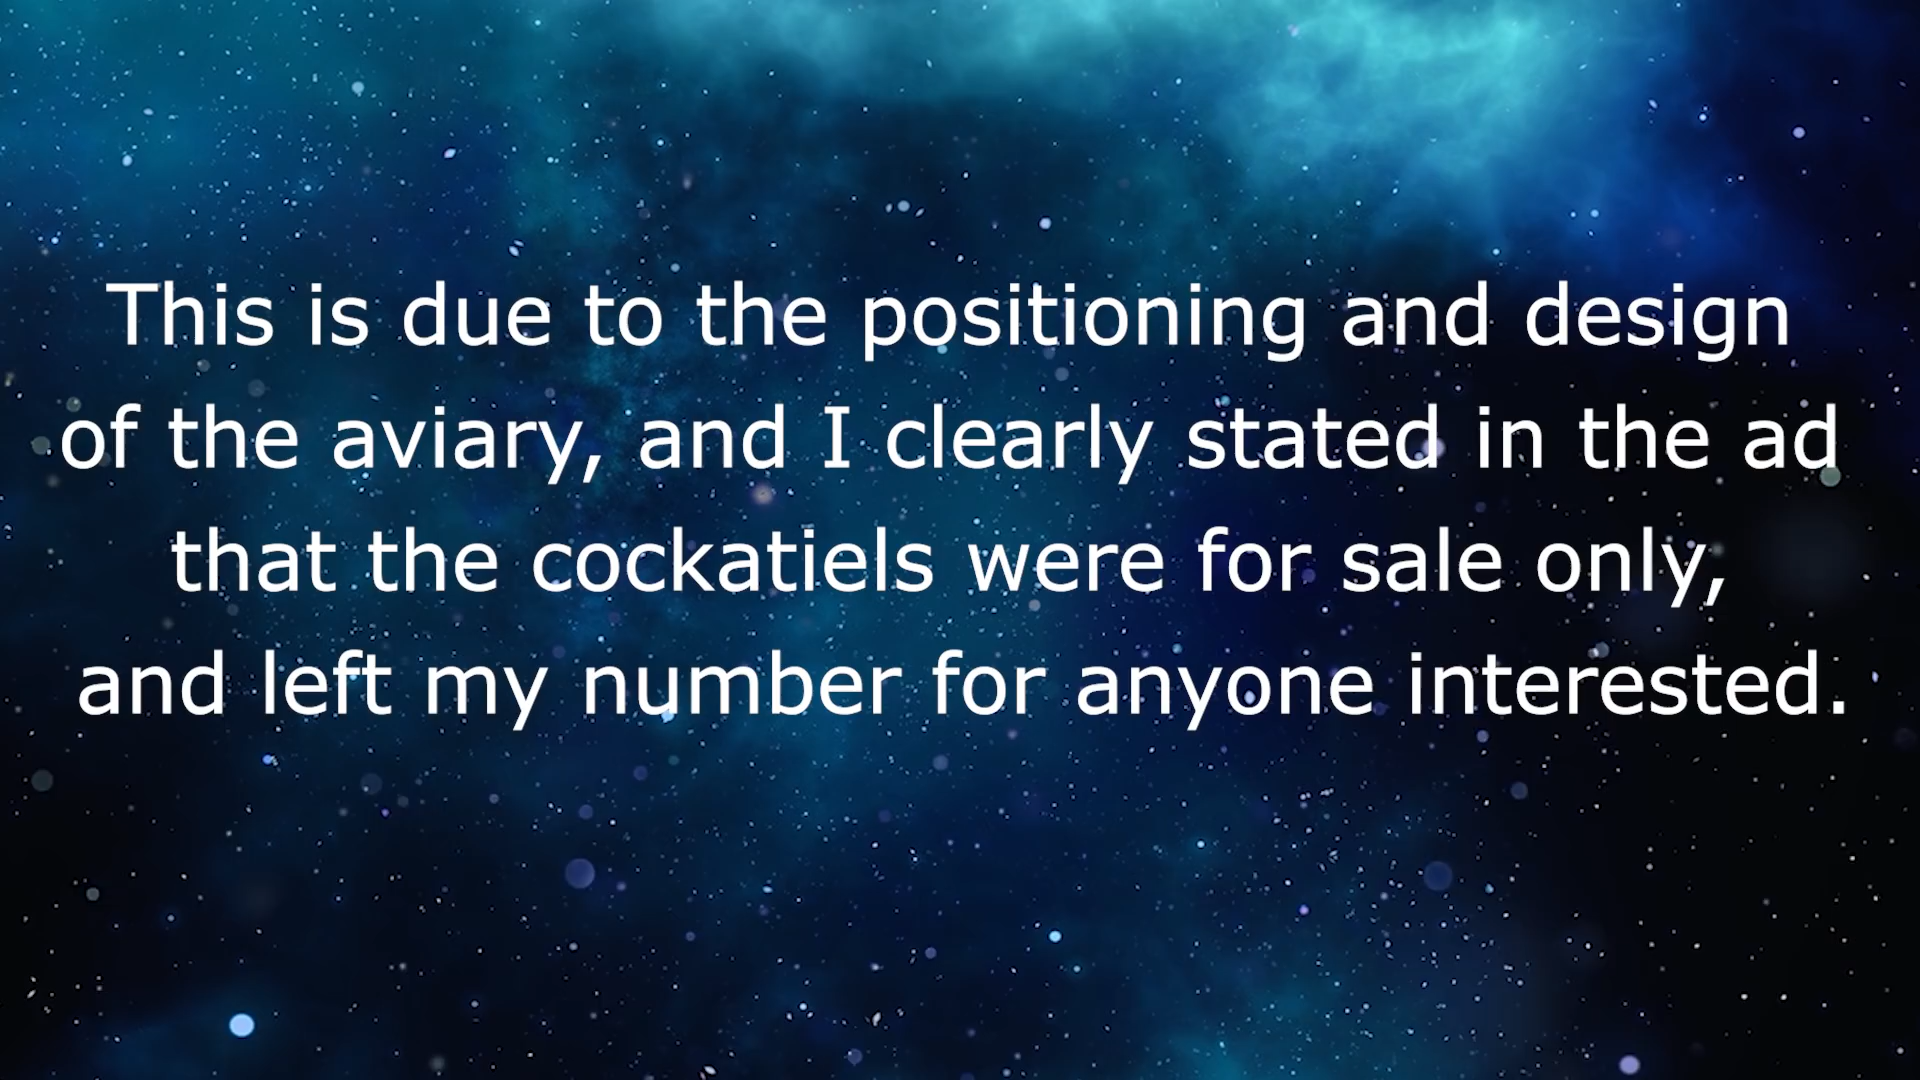 This is due to the positioning and design
of the aviary, and I clearly stated in the ad
that the cockatiels were for sale only,
and left my number for anyone interested.